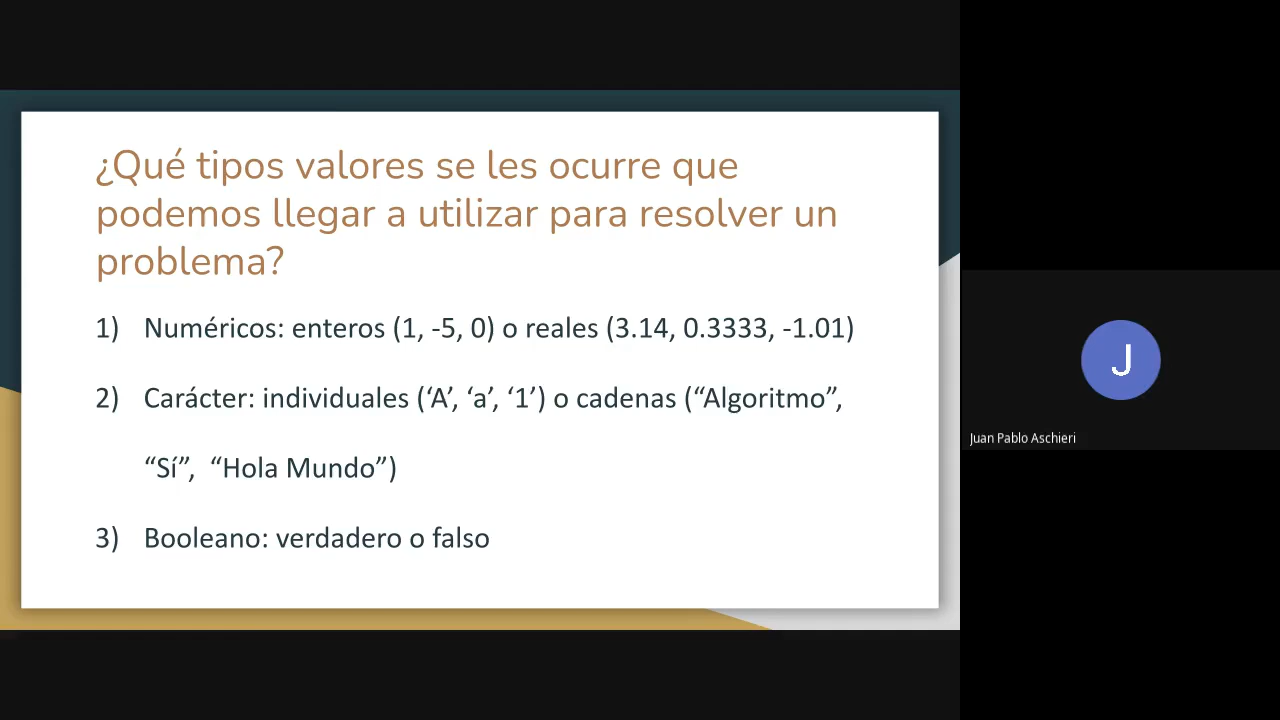 ¿Qué tipos valores se les ocurre que
podemos llegar a utilizar para resolver un
problema?
1) Numéricos: enteros (1, -5, 0) o reales (3.14, 0.3333, -1.01)
2) Carácter: individuales (‘A’, ‘a’, ‘1’) o cadenas (“Algoritmo”,
“Sí”, “Hola Mundo”)
3) Booleano: verdadero o falso
J
Juan Pablo Aschieri